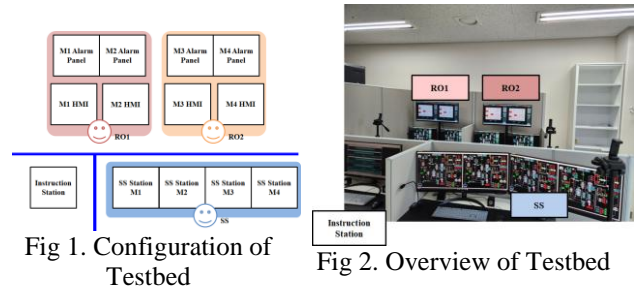 M1 Alarm Panel
M2 Alarm Panel
M3 Alarm Panel
M4 Alarm Panel
M1 HMI
M2 HMI
M3 HMI
M4 HMI
RO1
RO2
Instruction Station
SS Station M1
SS Station M2
SS Station M3
SS Station M4
SS
Fig 1. Configuration of
Testbed
RO1
RO2
SS
Instruction Station
Fig 2. Overview of Testbed